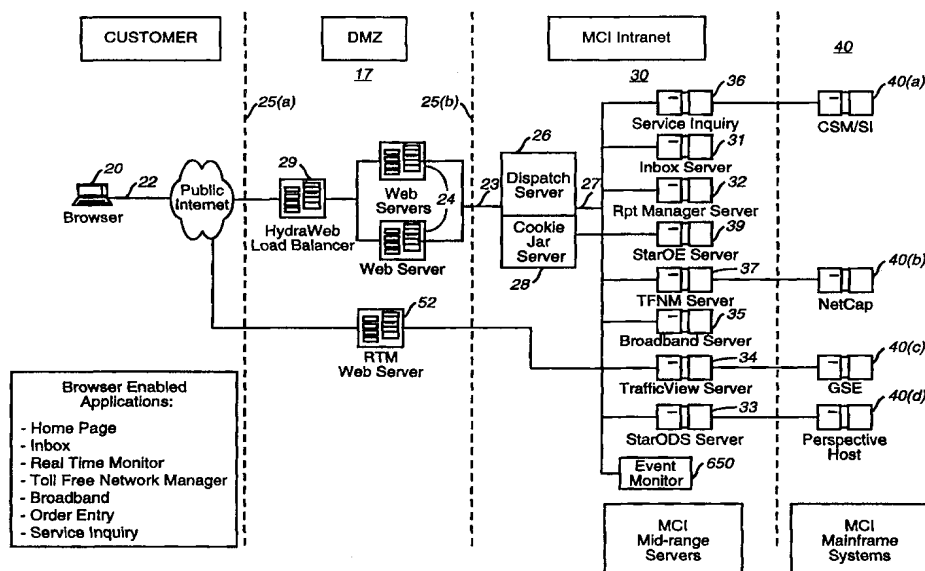 CUSTOMER
DMZ
MCI Intranet
40
17
30
36
40(a)
25(a)
25(b)
Service Inquiry
CSM/SI
26
31
Inbox Server
20
22
29
24
23
27
Dispatch
Server
32
Public
Internet
Web
Servers
Browser
Rpt Manager Server
HydraWeb
Load Balancer
Cookie
Jar
Server
39
StarOE Server
Web Server
28
37
40(b)
TFNM Server
NetCap
52
35
Broadband Server
RTM
Web Server
34
40(c)
TrafficView Server
GSE
33
40(d)
StarODS Server
Perspective
Host
Event
Monitor
650
Browser Enabled
Applications:
- Home Page
- Inbox
- Real Time Monitor
- Toll Free Network Manager
- Broadband
- Order Entry
- Service Inquiry
MCI
Mid-range
Servers
MCI
Mainframe
Systems